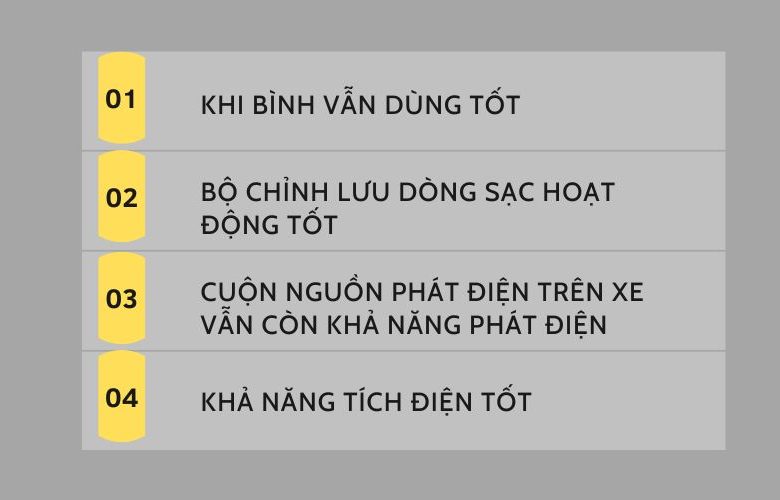 01
KHI BÌNH VẪN DÙNG TỐT
02
BỘ CHỈNH LƯU DÒNG SẠC HOẠT
ĐỘNG TỐT
03
CUỘN NGUỒN PHÁT ĐIỆN TRÊN XE
VẪN CÒN KHẢ NĂNG PHÁT ĐIỆN
04
KHẢ NĂNG TÍCH ĐIỆN TỐT